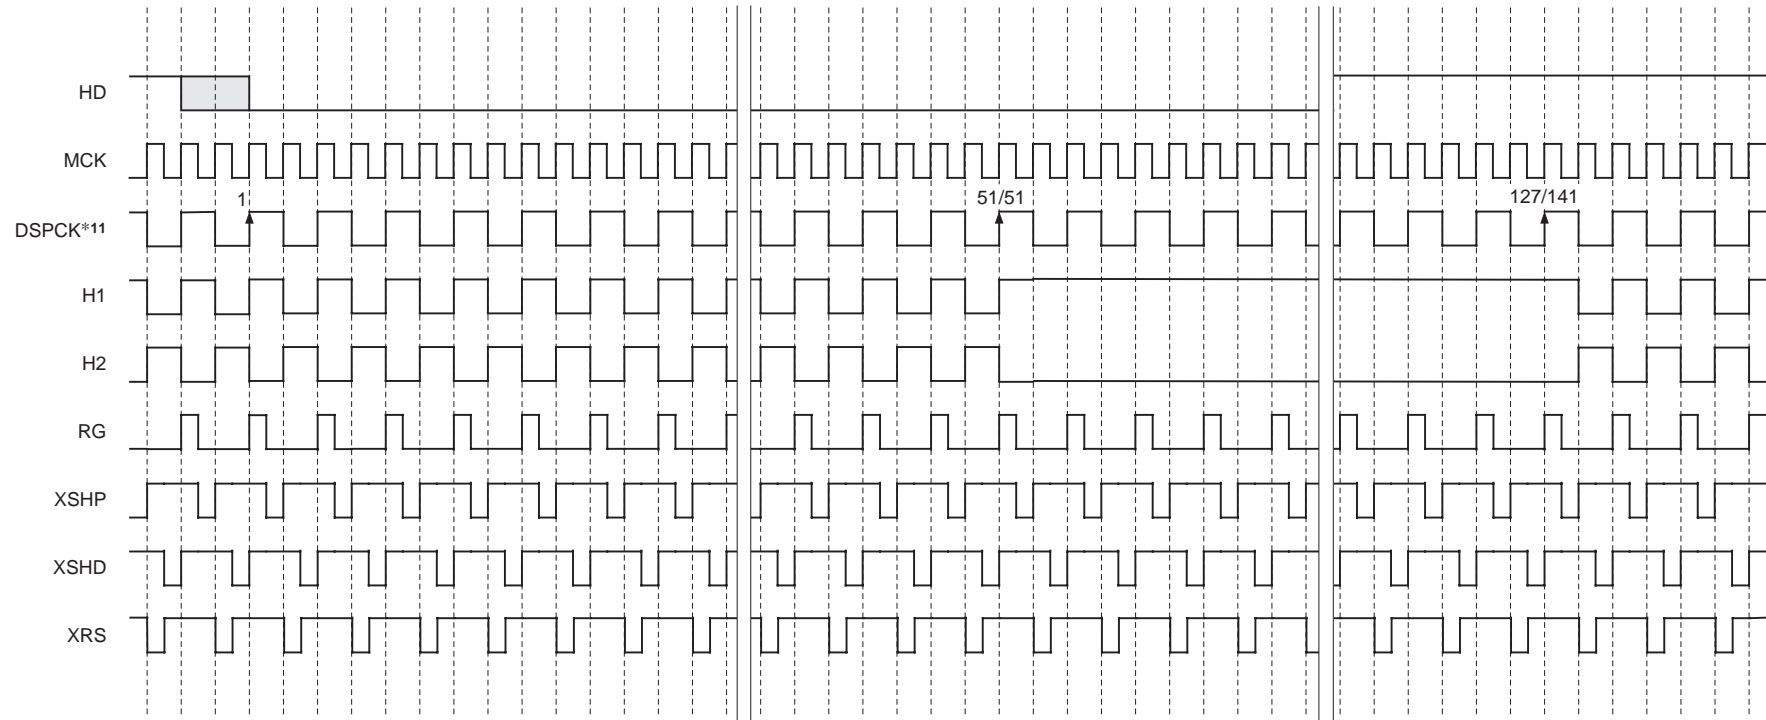 HD
MCK
1
51/51
127/141
DSPCK*11
H1
H2
RG
XSHP
XSHD
XRS